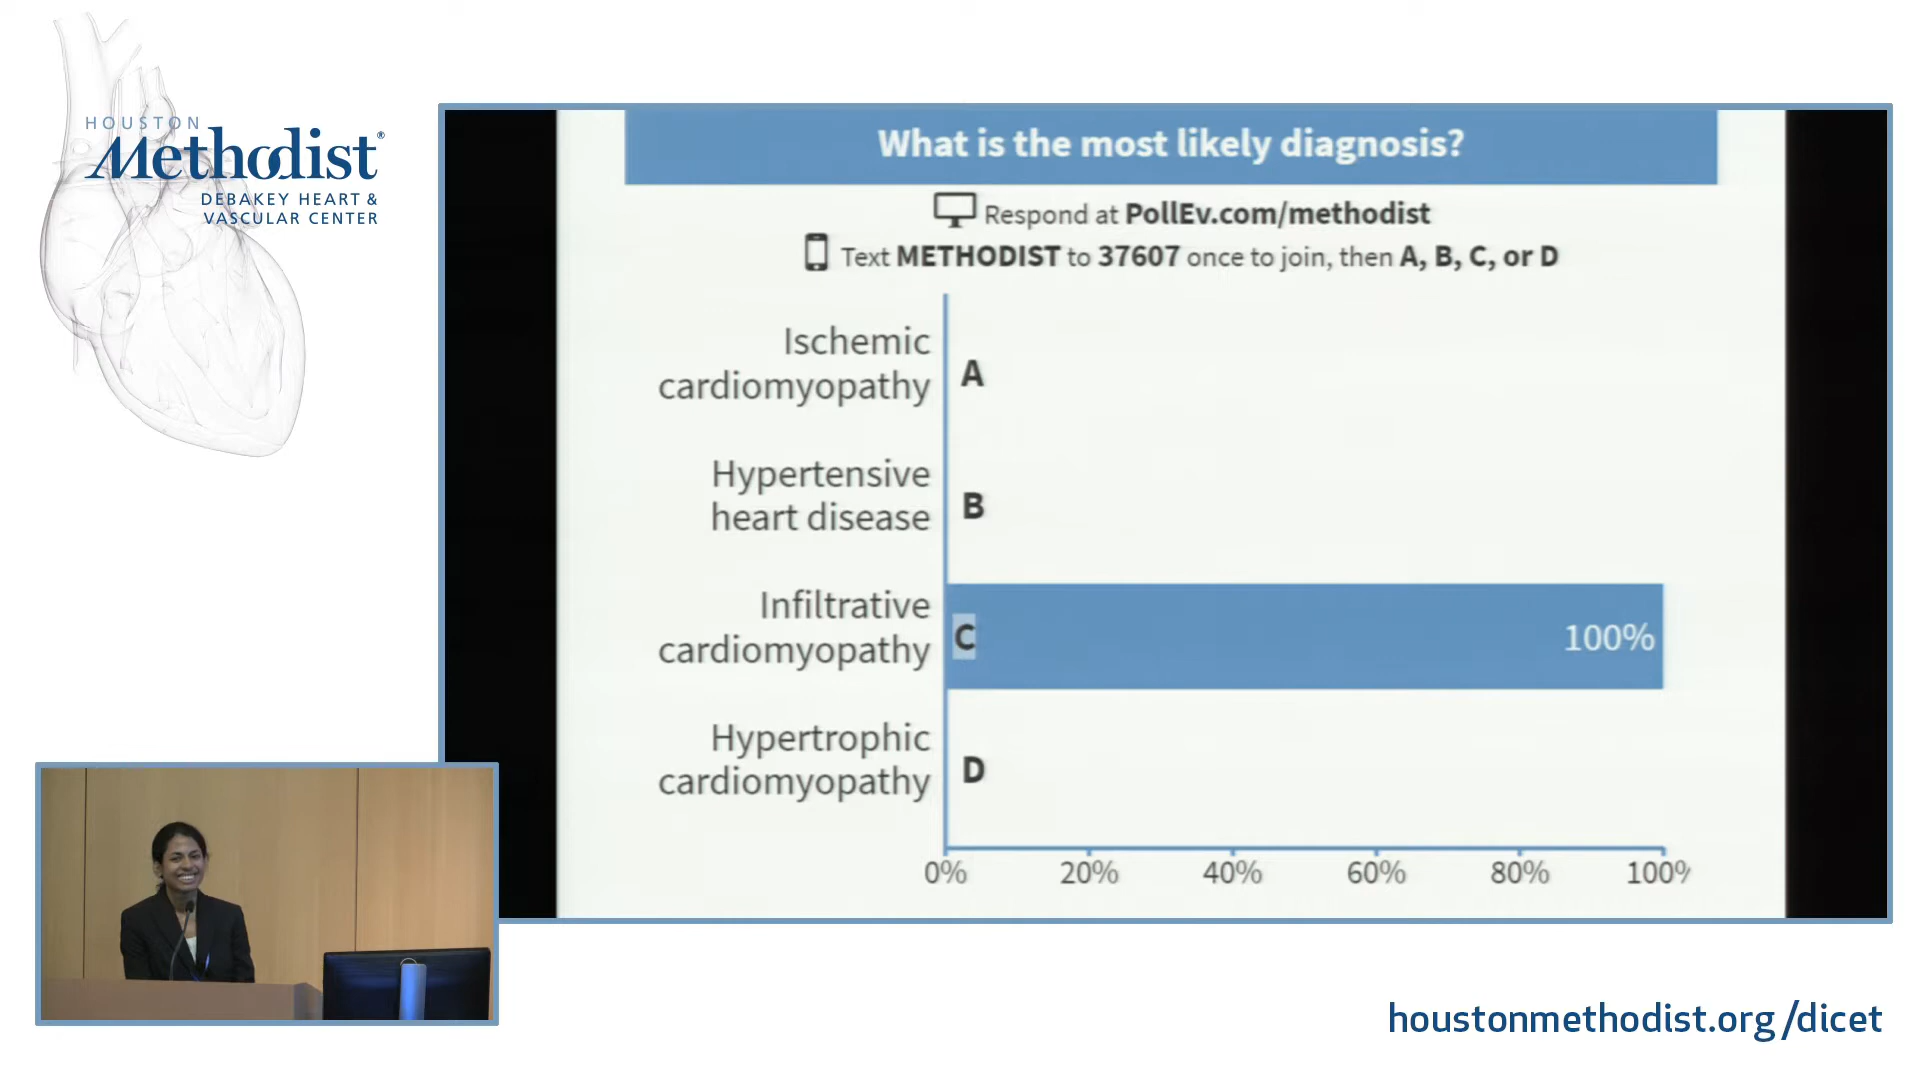 HOUSTON
Methodist®
DEBAKEY HEART &
VASCULAR CENTER
What is the most likely diagnosis?
Respond at PollEv.com/methodist
Text METHODIST to 37607 once to join, then A, B, C, or D
Ischemic
cardiomyopathy
A
Hypertensive
heart disease
B
Infiltrative
cardiomyopathy
C
100%
Hypertrophic
cardiomyopathy
D
0% 20% 40% 60% 80% 100%
houstonmethodist.org/dicet